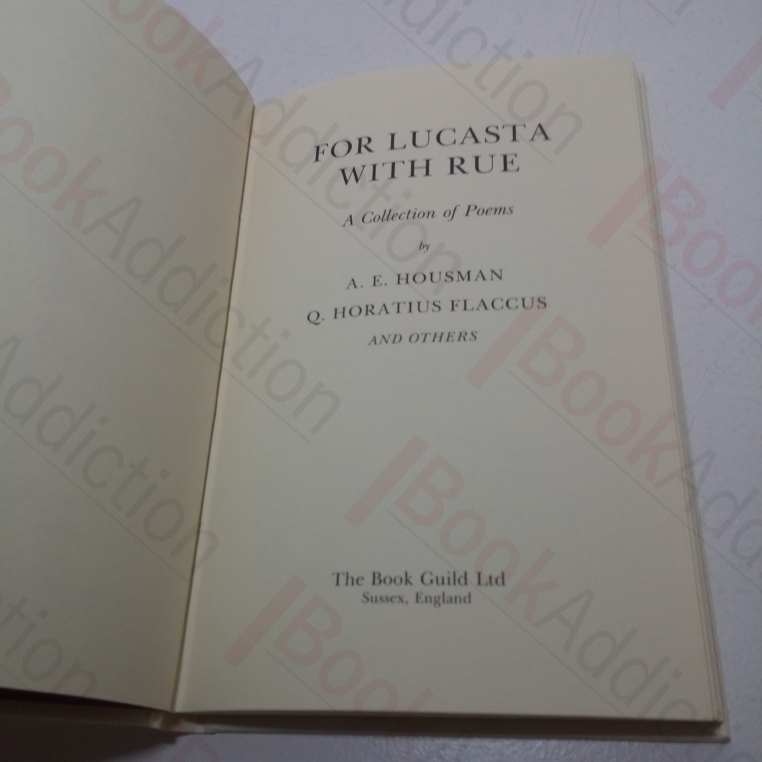 FOR LUCASTA
WITH RUE
A Collection of Poems
by
A. E. HOUSMAN
Q. HORATIUS FLACCUS
AND OTHERS
The Book Guild Ltd
Sussex, England
BookAddiction